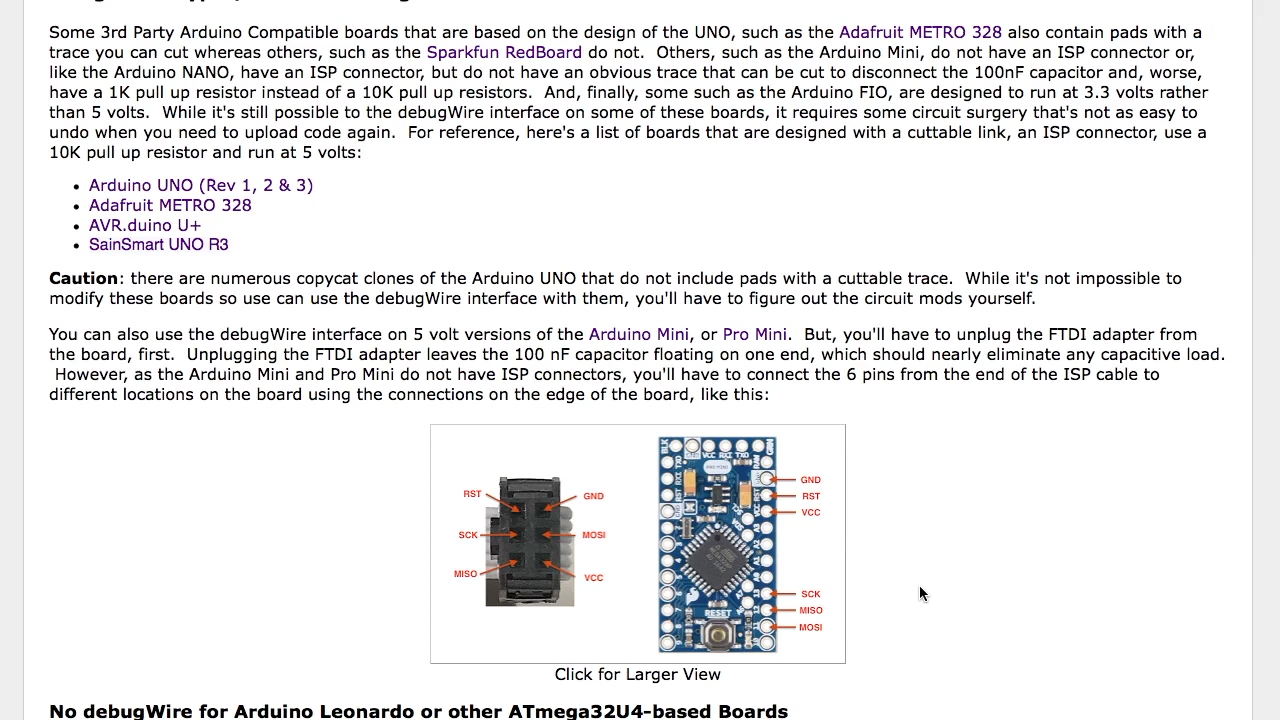 Some 3rd Party Arduino Compatible boards that are based on the design of the UNO, such as the Adafruit METRO 328 also contain pads with a
trace you can cut whereas others, such as the Sparkfun RedBoard do not.  Others, such as the Arduino Mini, do not have an ISP connector or,
like the Arduino NANO, have an ISP connector, but do not have an obvious trace that can be cut to disconnect the 100nF capacitor and, worse,
have a 1K pull up resistor instead of a 10K pull up resistors.  And, finally, some such as the Arduino FIO, are designed to run at 3.3 volts rather
than 5 volts.  While it's still possible to the debugWire interface on some of these boards, it requires some circuit surgery that's not as easy to
undo when you need to upload code again.  For reference, here's a list of boards that are designed with a cuttable link, an ISP connector, use a
10K pull up resistor and run at 5 volts:
• Arduino UNO (Rev 1, 2 & 3)
• Adafruit METRO 328
• AVR.duino U+
• SainSmart UNO R3
Caution: there are numerous copycat clones of the Arduino UNO that do not include pads with a cuttable trace.  While it's not impossible to
modify these boards so use can use the debugWire interface with them, you'll have to figure out the circuit mods yourself.
You can also use the debugWire interface on 5 volt versions of the Arduino Mini, or Pro Mini.  But, you'll have to unplug the FTDI adapter from
the board, first.  Unplugging the FTDI adapter leaves the 100 nF capacitor floating on one end, which should nearly eliminate any capacitive load.
However, as the Arduino Mini and Pro Mini do not have ISP connectors, you'll have to connect the 6 pins from the end of the ISP cable to
different locations on the board using the connections on the edge of the board, like this:
RST
GND
SCK
MOSI
MISO
VCC
BLK
GRN
VCC RXI TXO
RAW
PRO MINI
RESET
GND
RST
VCC
SCK
MISO
MOSI
Click for Larger View
No debugWire for Arduino Leonardo or other ATmega32U4-based Boards